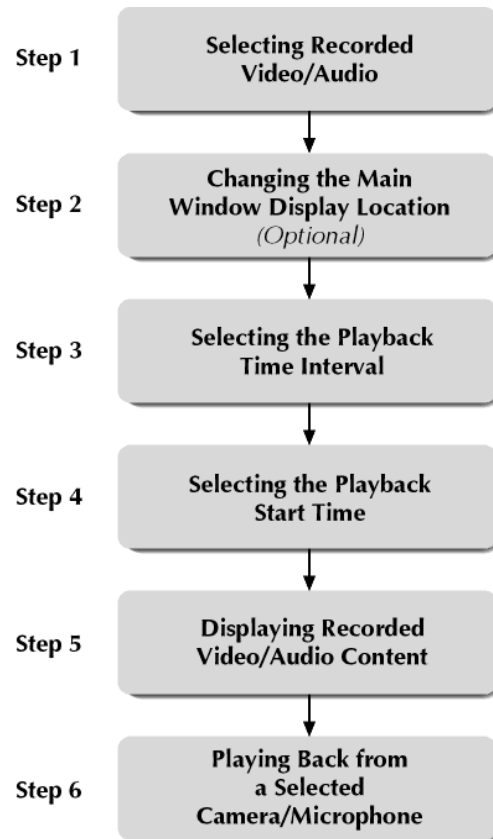 Step 1
Selecting Recorded
Video/Audio
Step 2
Changing the Main
Window Display Location
(Optional)
Step 3
Selecting the Playback
Time Interval
Step 4
Selecting the Playback
Start Time
Step 5
Displaying Recorded
Video/Audio Content
Step 6
Playing Back from
a Selected
Camera/Microphone